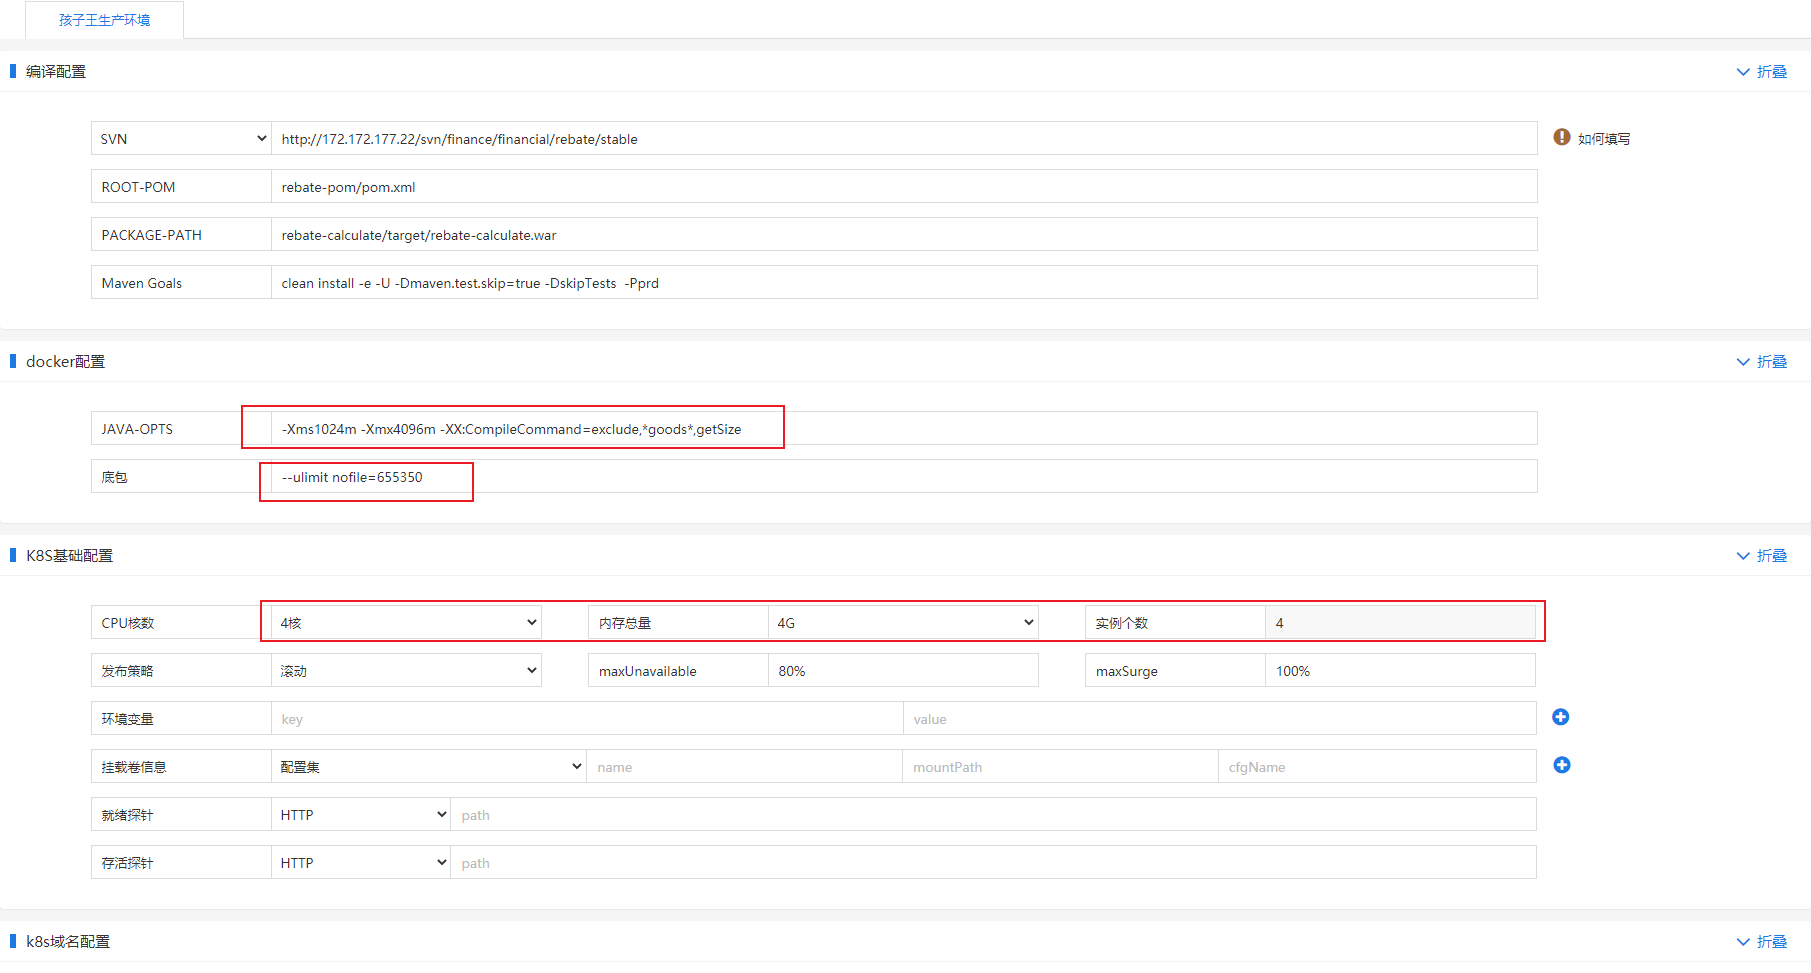 孩子王生产环境
编译配置 折叠
SVN http://172.172.177.22/svn/finance/financial/rebate/stable 如何填写
ROOT-POM rebate-pom/pom.xml
PACKAGE-PATH rebate-calculate/target/rebate-calculate.war
Maven Goals clean install -e -U -Dmaven.test.skip=true -DskipTests  -Pprd
docker配置 折叠
JAVA-OPTS -Xms1024m -Xmx4096m -XX:CompileCommand=exclude,*goods*,getSize
底包 --ulimit nofile=655350
K8S基础配置 折叠
CPU核数 4核 内存总量 4G 实例个数 4
发布策略 滚动 maxUnavailable 80% maxSurge 100%
环境变量 key value
挂载卷信息 配置集 name mountPath cfgName
就绪探针 HTTP path
存活探针 HTTP path
k8s域名配置 折叠